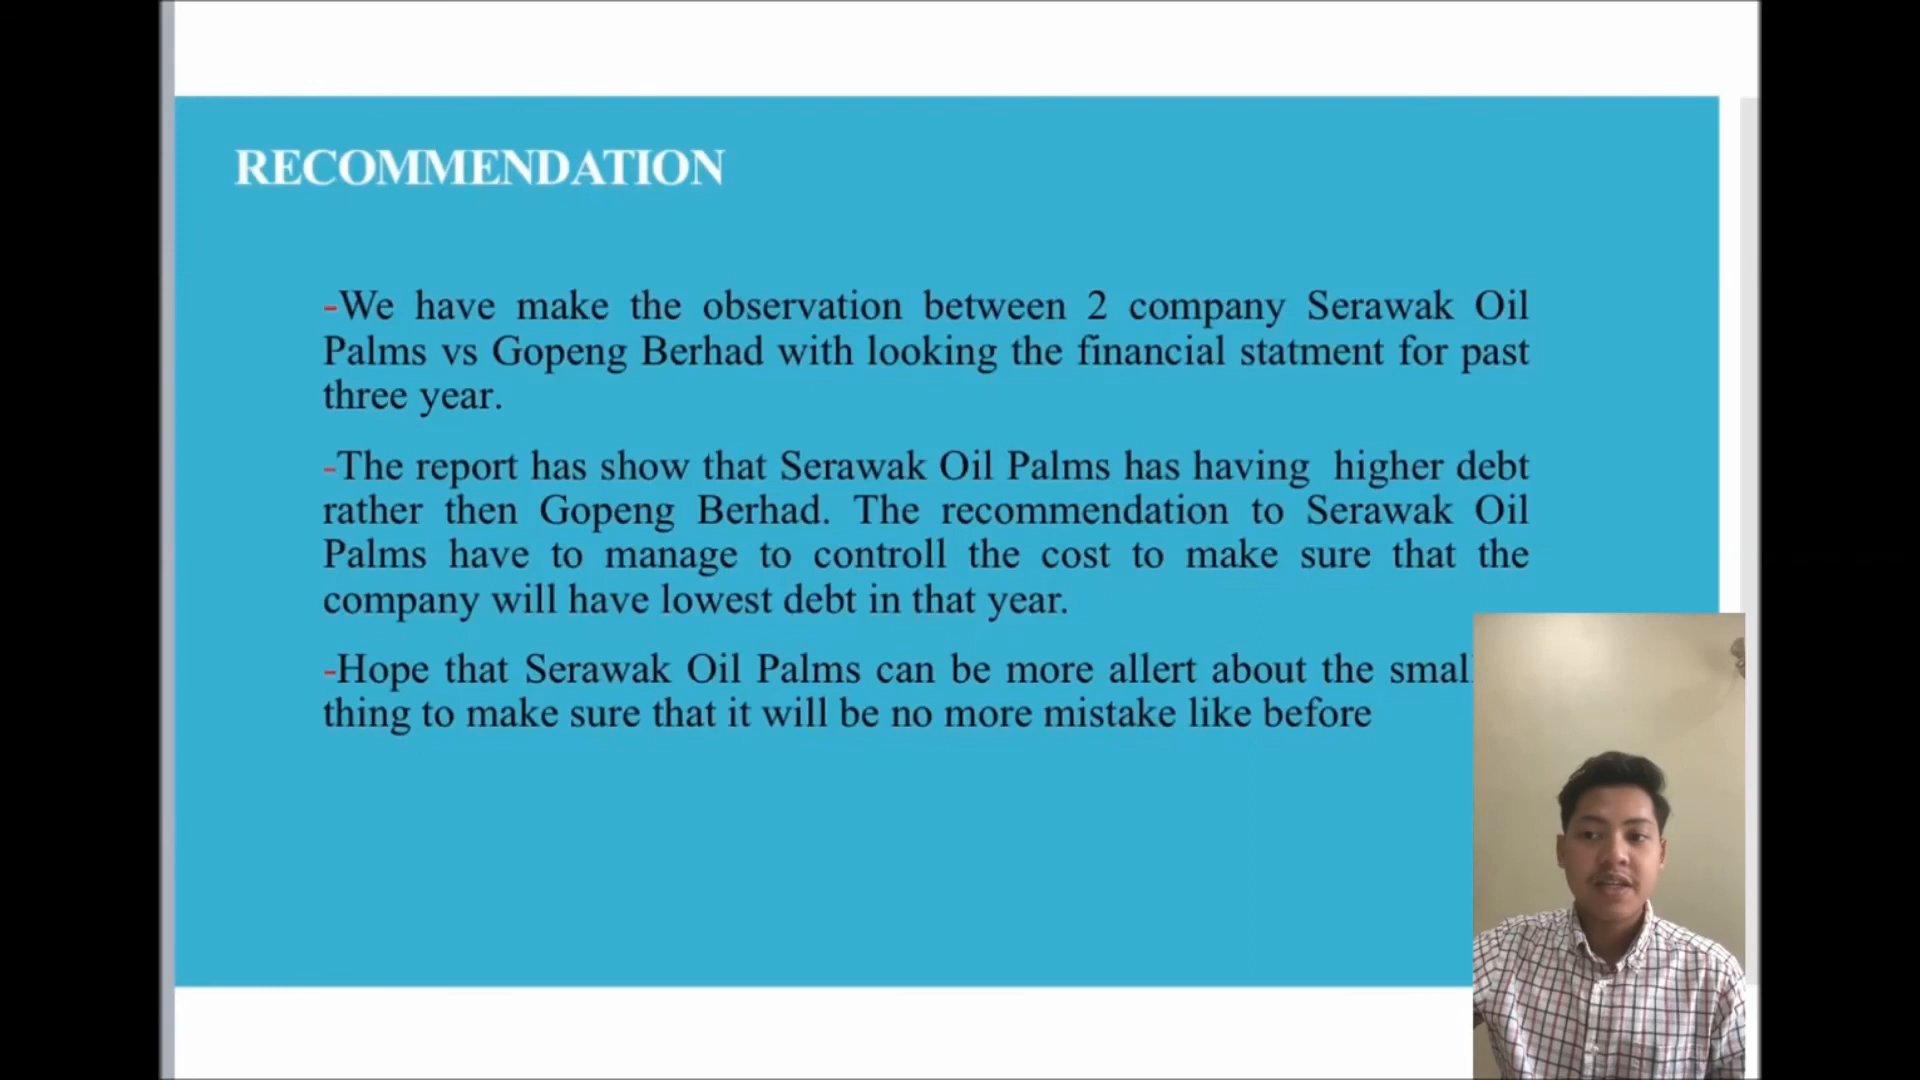 RECOMMENDATION
-We have make the observation between 2 company Serawak Oil
Palms vs Gopeng Berhad with looking the financial statment for past
three year.
-The report has show that Serawak Oil Palms has having higher debt
rather then Gopeng Berhad. The recommendation to Serawak Oil
Palms have to manage to controll the cost to make sure that the
company will have lowest debt in that year.
-Hope that Serawak Oil Palms can be more allert about the small
thing to make sure that it will be no more mistake like before